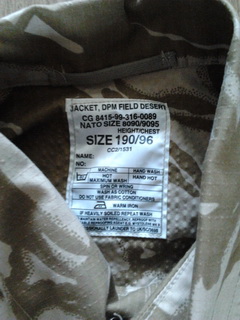 JACKET, DPM FIELD DESERT
CG 8415-99-316-0089
NATO SIZE 8090/9095
HEIGHT/CHEST
SIZE 190/96
NAME:
NO:
MACHINE HAND WASH
HOT HAND HOT
MAXIMUM WASH
SPIN OR WRING
WASH AS COTTON
DO NOT USE FABRIC CONDITIONERS
WARM IRON
IF HEAVILY SOILED REPEAT WASH